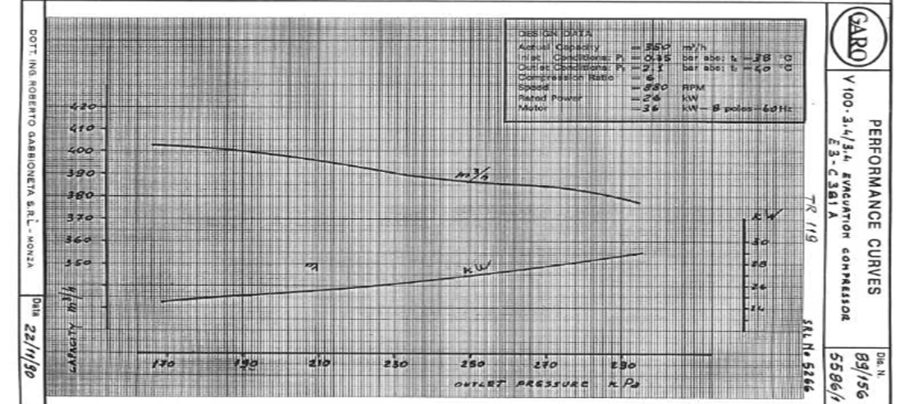 DESIGN DATA
Actual Capacity = 350 m³/h
Inlet Conditions: P₁ = 0.35 bar abs; t₁ = 38 °C
Outlet Conditions: P₂ = 2.1 bar abs; t₂ = 40 °C
Compression Ratio = 6
Speed = 880 RPM
Rated Power = 26 kW
Motor = 36 kW - 8 poles - 60 Hz
420
410
400
390
380
370
360
350
CAPACITY m³/h
m³/h
η
kW
kW
30
28
26
24
170 190 210 230 250 270 290
OUTLET PRESSURE kPa
DOTT. ING. ROBERTO GABBIONETA S.R.L. - MONZA
Data 22/11/90
GARO
PERFORMANCE CURVES
V 100-3.4/3.4 EVACUATION COMPRESSOR
E3-C381A
TR 119
SRL No 5266
Dis. N.
89/156
5586/1